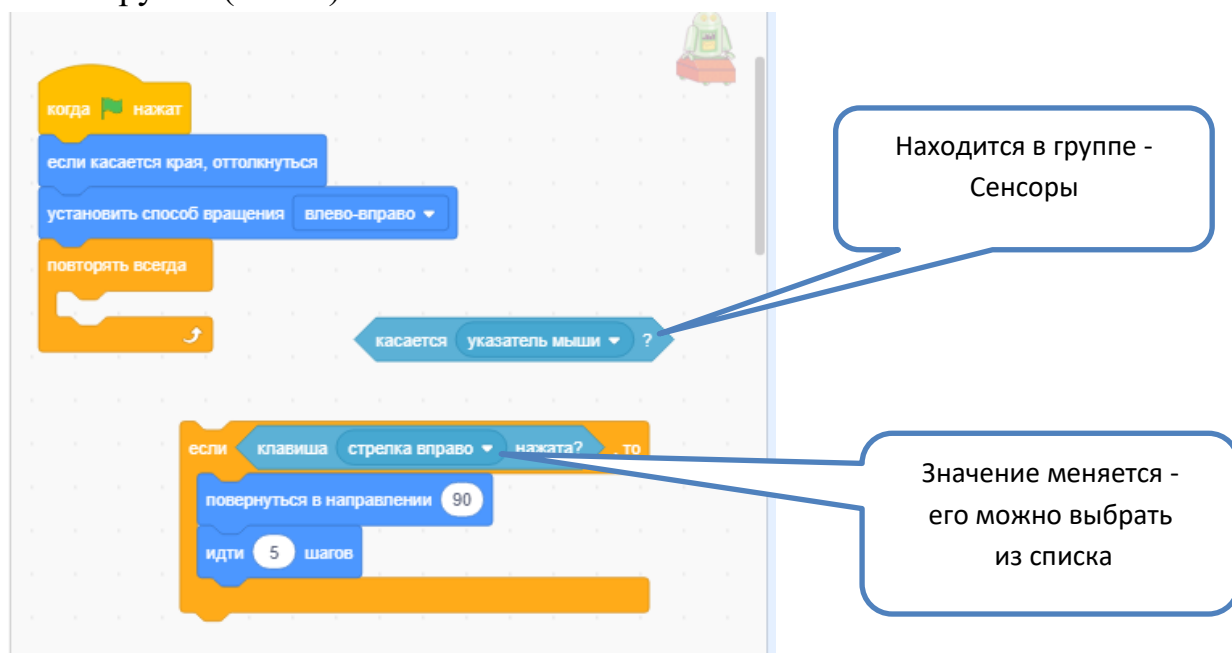 когда нажат
если касается края, оттолкнуться
установить способ вращения влево-вправо
повторять всегда
касается указатель мыши ?
если клавиша стрелка вправо нажата? , то
повернуться в направлении 90
идти 5 шагов
Находится в группе -
Сенсоры
Значение меняется -
его можно выбрать
из списка